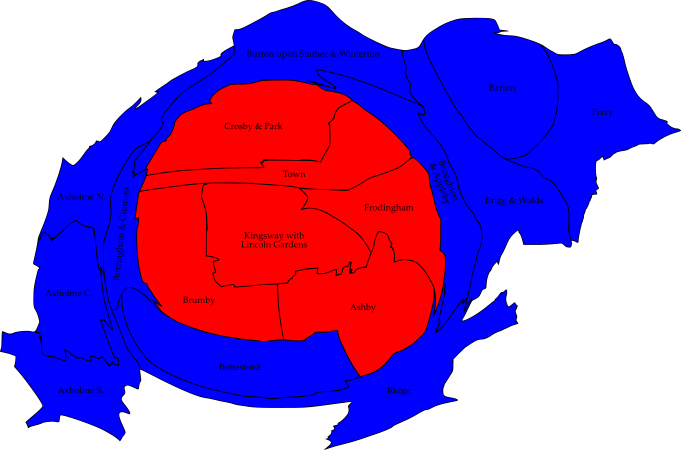 Burton upon Stather & Winterton
Barton
Ferry
Crosby & Park
Town
Axholme N.
Brigg & Wolds
Frodingham
Kingsway with
Lincoln Gardens
Axholme C.
Brumby
Ashby
Bottesford
Axholme S.
Ridge